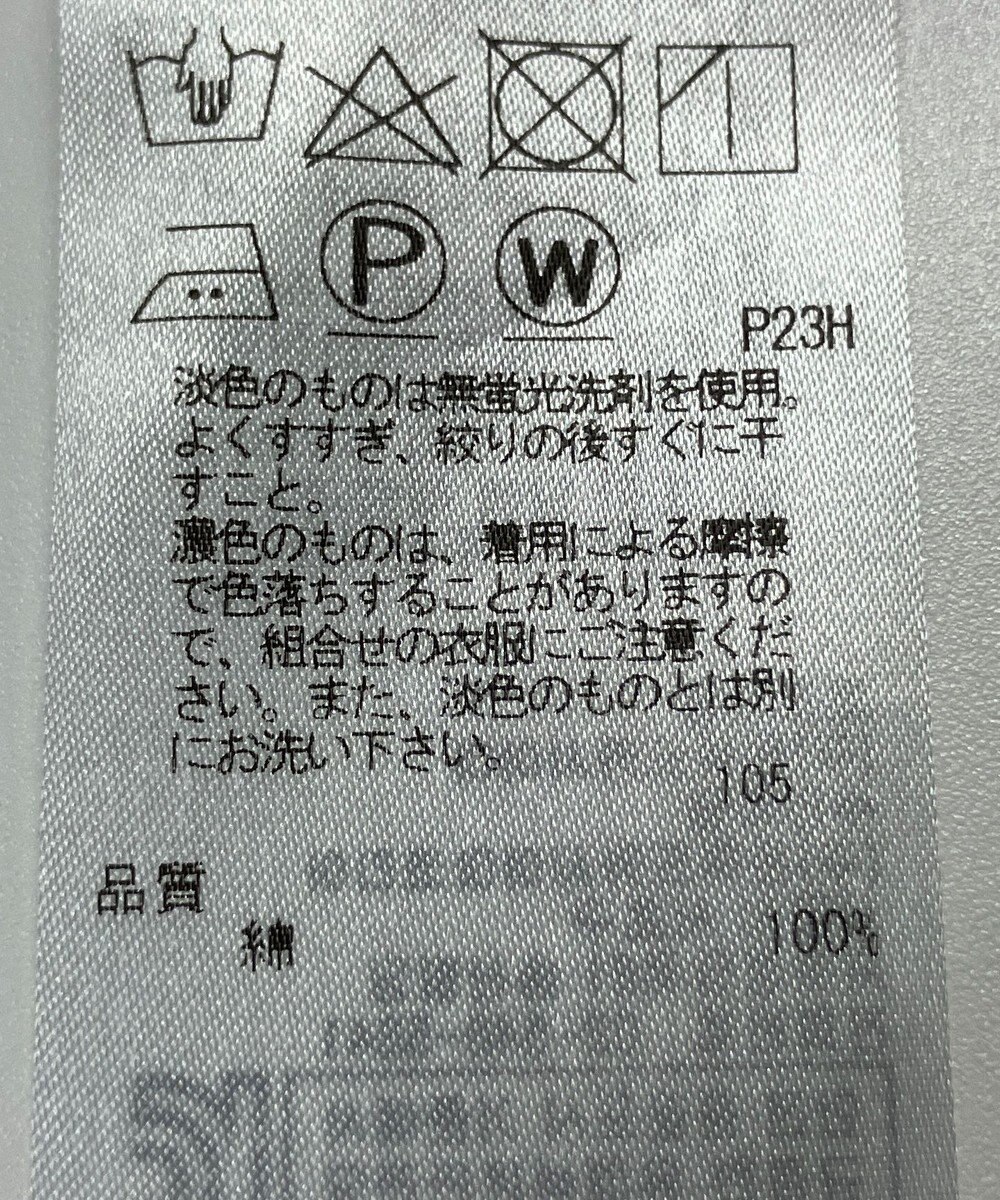 P
W
P23H
淡色のものは無蛍光洗剤を使用。
よくすすぎ、絞りの後すぐに干
すこと。
濃色のものは、着用による摩擦
で色落ちすることがありますの
で、組合せの衣服にご注意くだ
さい。また、淡色のものとは別
にお洗い下さい。
105
品質
綿 100%